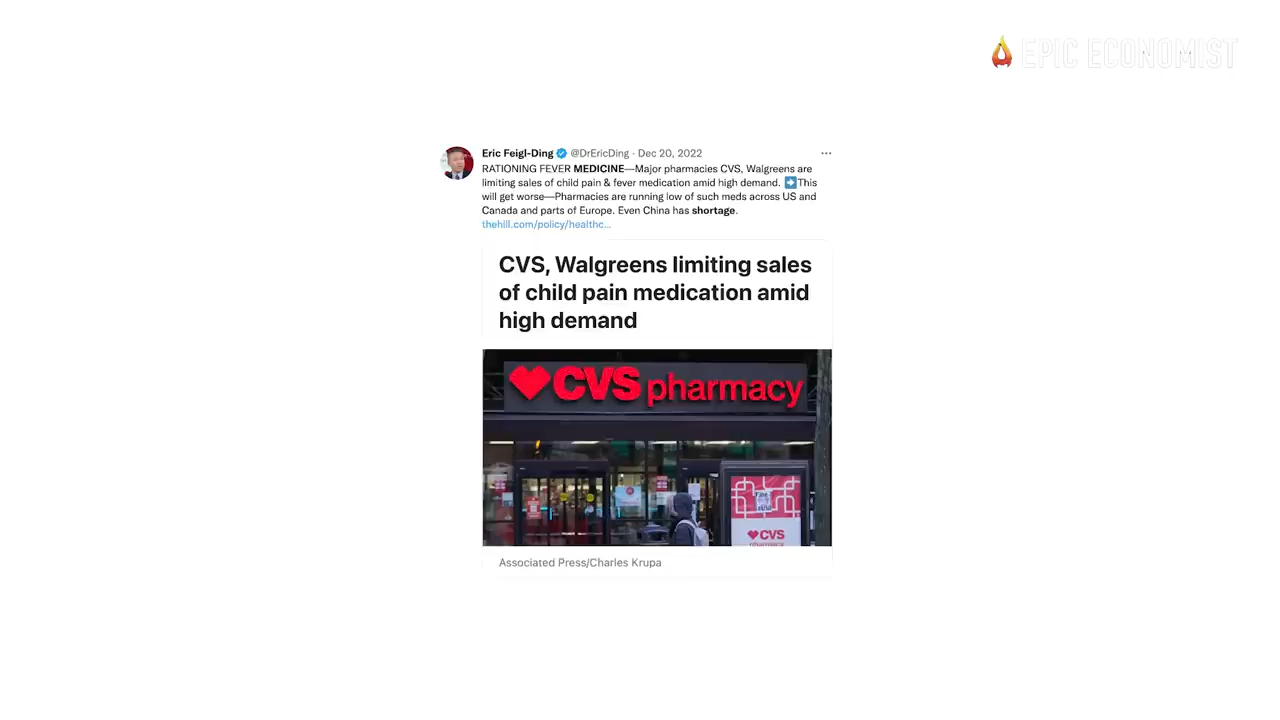 EPIC ECONOMIST
Eric Feigl-Ding @DrEricDing · Dec 20, 2022
RATIONING FEVER MEDICINE—Major pharmacies CVS, Walgreens are
limiting sales of child pain & fever medication amid high demand. ➡️This
will get worse—Pharmacies are running low of such meds across US and
Canada and parts of Europe. Even China has shortage.
thehill.com/policy/healthc...
CVS, Walgreens limiting sales
of child pain medication amid
high demand
CVS pharmacy
CVS
Associated Press/Charles Krupa